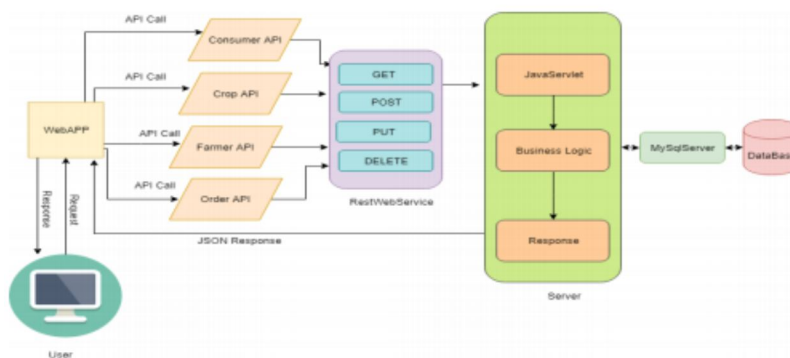 API Call
Consumer API
API Call
Crop API
WebAPP
API Call
Farmer API
API Call
Order API
GET
POST
PUT
DELETE
RestWebService
JavaServlet
Business Logic
Response
Server
MySqlServer
DataBas
JSON Response
Response
Request
User